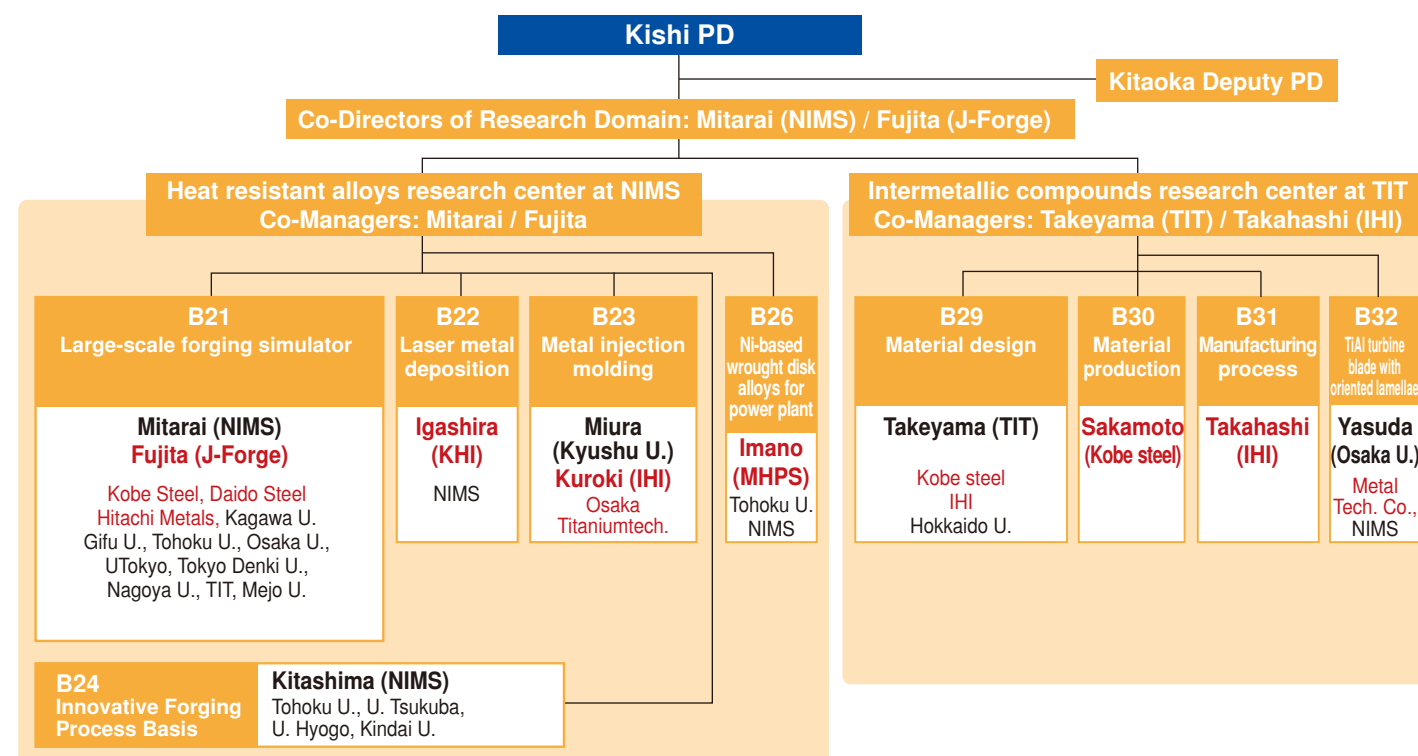 Kishi PD
Kitaoka Deputy PD
Co-Directors of Research Domain: Mitarai (NIMS) / Fujita (J-Forge)
Heat resistant alloys research center at NIMS
Co-Managers: Mitarai / Fujita
Intermetallic compounds research center at TIT
Co-Managers: Takeyama (TIT) / Takahashi (IHI)
B21
Large-scale forging simulator
Mitarai (NIMS)
Fujita (J-Forge)
Kobe Steel, Daido Steel
Hitachi Metals, Kagawa U.
Gifu U., Tohoku U., Osaka U.,
UTokyo, Tokyo Denki U.,
Nagoya U., TIT, Mejo U.
B22
Laser metal
deposition
Igashira
(KHI)
NIMS
B23
Metal injection
molding
Miura
(Kyushu U.)
Kuroki (IHI)
Osaka
Titaniumtech.
B26
Ni-based
wrought disk
alloys for
power plant
Imano
(MHPS)
Tohoku U.
NIMS
B29
Material design
Takeyama (TIT)
Kobe steel
IHI
Hokkaido U.
B30
Material
production
Sakamoto
(Kobe steel)
B31
Manufacturing
process
Takahashi
(IHI)
B32
TiAl turbine
blade with
oriented lamellae
Yasuda
(Osaka U.)
Metal
Tech. Co.,
NIMS
B24
Innovative Forging
Process Basis
Kitashima (NIMS)
Tohoku U., U. Tsukuba,
U. Hyogo, Kindai U.